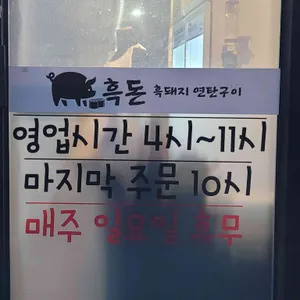 흑돈 흑돼지 연탄구이
영업시간 4시~11시
마지막 주문 10시
매주 일요일 휴무